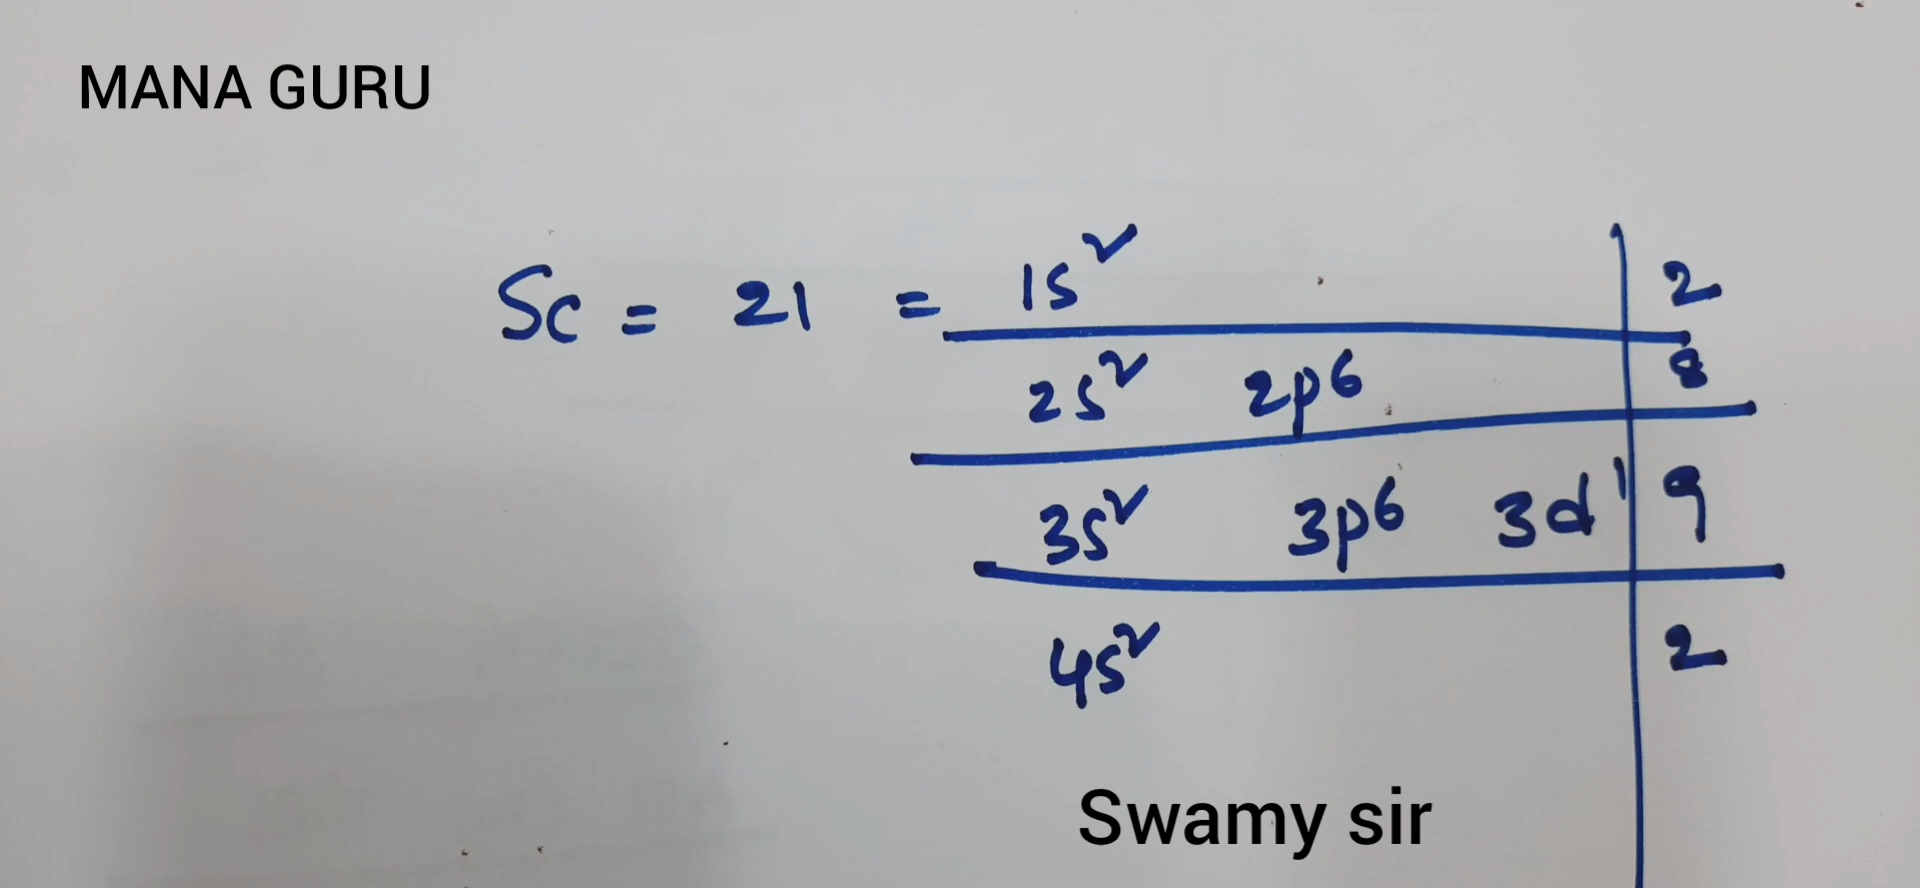 MANA GURU
Sc = 21 = 1s² 2
2s² 2p6 8
3s² 3p6 3d¹ 9
4s² 2
Swamy sir